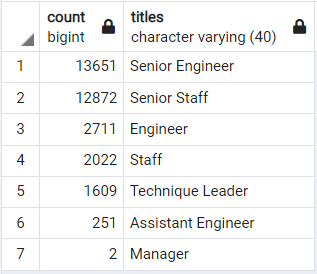 count titles
bigint character varying (40)
1 13651 Senior Engineer
2 12872 Senior Staff
3 2711 Engineer
4 2022 Staff
5 1609 Technique Leader
6 251 Assistant Engineer
7 2 Manager